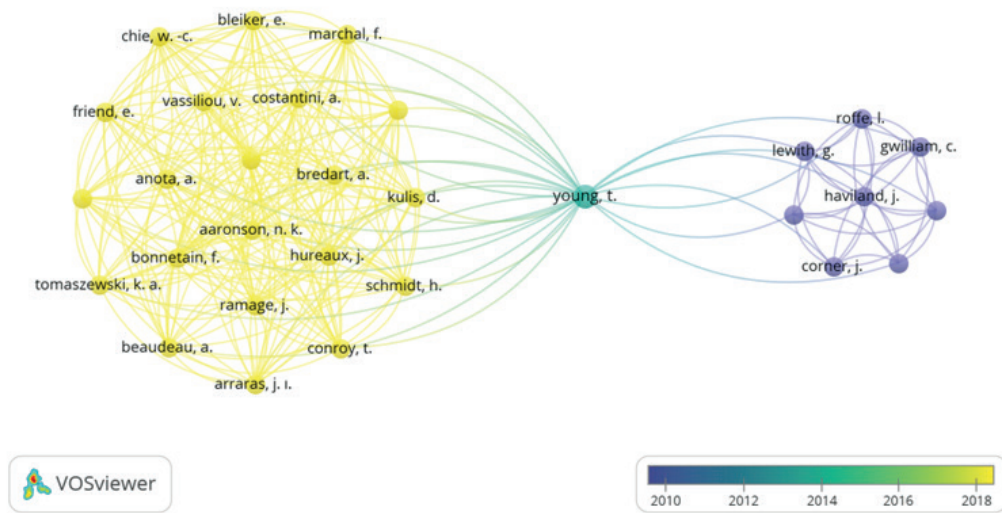 bleiker, e.
chie, w. -c.
marchal, f.
vassiliou, v.
costantini, a.
friend, e.
anota, a.
bredart, a.
kulis, d.
aaronson, n. k.
bonnetain, f.
hureaux, j.
tomaszewski, k. a.
schmidt, h.
ramage, j.
beaudeau, a.
conroy, t.
arraras, j. ı.
young, t.
roffe, l.
lewith, g.
gwilliam, c.
haviland, j.
corner, j.
VOSviewer
2010 2012 2014 2016 2018